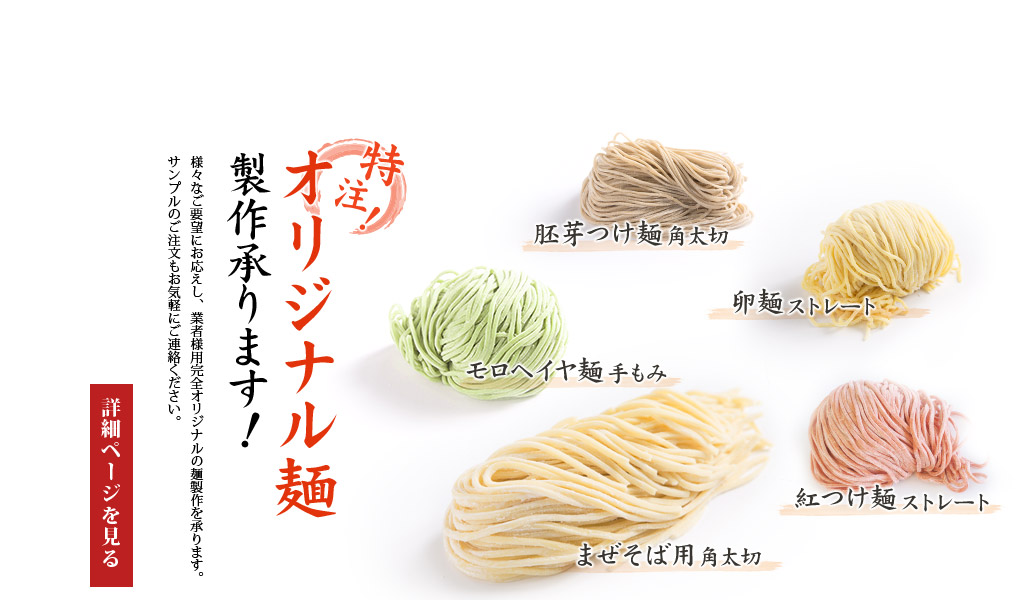 特注！
オリジナル麺
製作承ります！
様々なご要望にお応えし、業者様用完全オリジナルの麺製作を承ります。
サンプルのご注文もお気軽にご連絡ください。
詳細ページを見る
胚芽つけ麺 角太切
卵麺 ストレート
モロヘイヤ麺 手もみ
紅つけ麺 ストレート
まぜそば用 角太切